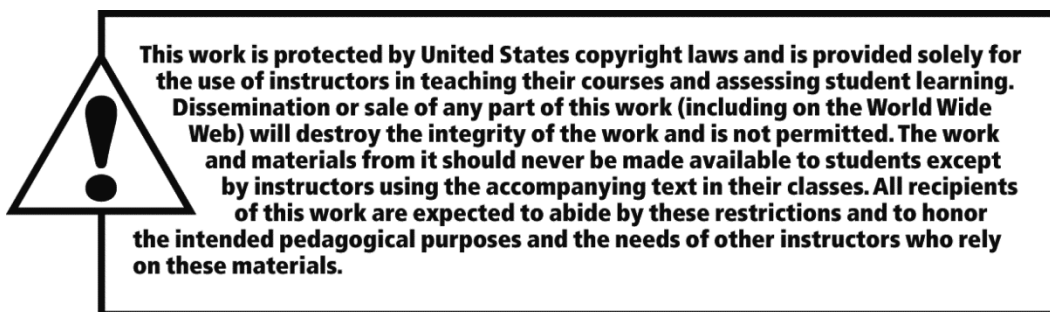 This work is protected by United States copyright laws and is provided solely for
the use of instructors in teaching their courses and assessing student learning.
Dissemination or sale of any part of this work (including on the World Wide
Web) will destroy the integrity of the work and is not permitted. The work
and materials from it should never be made available to students except
by instructors using the accompanying text in their classes. All recipients
of this work are expected to abide by these restrictions and to honor
the intended pedagogical purposes and the needs of other instructors who rely
on these materials.